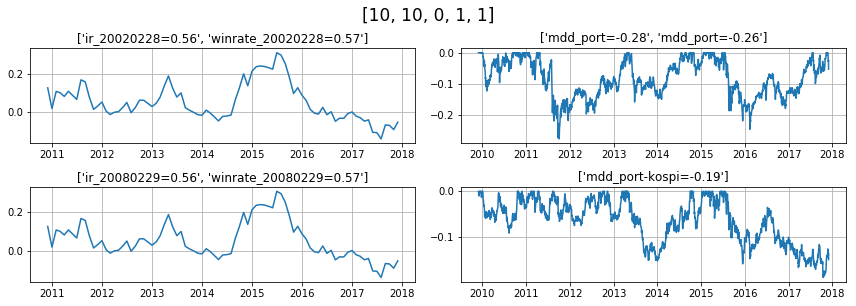 [10, 10, 0, 1, 1]
['ir_20020228=0.56', 'winrate_20020228=0.57']
0.2
0.0
2011 2012 2013 2014 2015 2016 2017 2018
['mdd_port=-0.28', 'mdd_port=-0.26']
0.0
−0.1
−0.2
2010 2011 2012 2013 2014 2015 2016 2017 2018
['ir_20080229=0.56', 'winrate_20080229=0.57']
0.2
0.0
2011 2012 2013 2014 2015 2016 2017 2018
['mdd_port-kospi=-0.19']
0.0
−0.1
2010 2011 2012 2013 2014 2015 2016 2017 2018